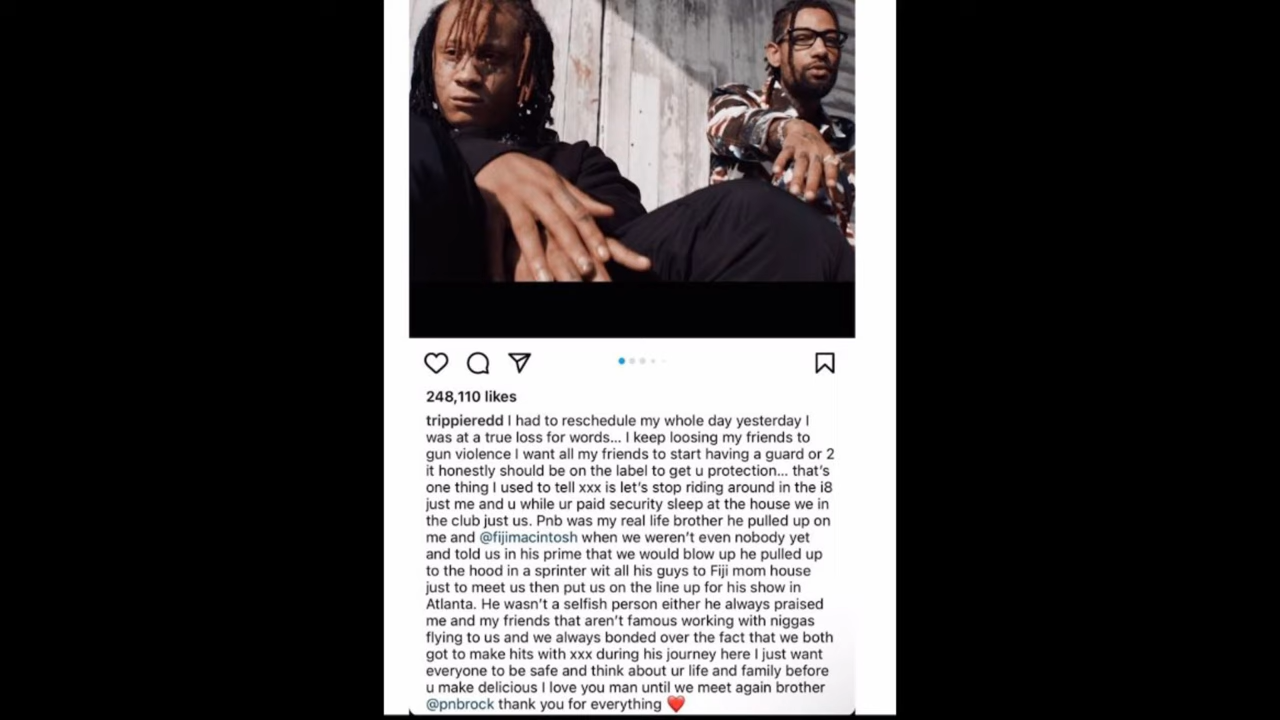 248,110 likes
trippieredd I had to reschedule my whole day yesterday I
was at a true loss for words... I keep loosing my friends to
gun violence I want all my friends to start having a guard or 2
it honestly should be on the label to get u protection... that's
one thing I used to tell xxx is let's stop riding around in the i8
just me and u while ur paid security sleep at the house we in
the club just us. Pnb was my real life brother he pulled up on
me and @fijimacintosh when we weren't even nobody yet
and told us in his prime that we would blow up he pulled up
to the hood in a sprinter wit all his guys to Fiji mom house
just to meet us then put us on the line up for his show in
Atlanta. He wasn't a selfish person either he always praised
me and my friends that aren't famous working with niggas
flying to us and we always bonded over the fact that we both
got to make hits with xxx during his journey here I just want
everyone to be safe and think about ur life and family before
u make delicious I love you man until we meet again brother
@pnbrock thank you for everything ❤️